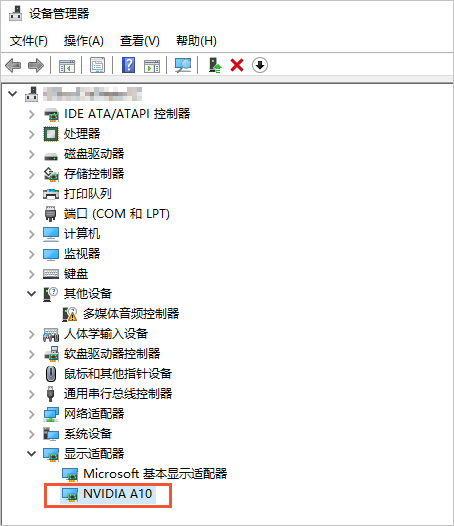 设备管理器
文件(F) 操作(A) 查看(V) 帮助(H)
IDE ATA/ATAPI 控制器
处理器
磁盘驱动器
存储控制器
打印队列
端口 (COM 和 LPT)
计算机
监视器
键盘
其他设备
多媒体音频控制器
人体学输入设备
软盘驱动器控制器
鼠标和其他指针设备
通用串行总线控制器
网络适配器
系统设备
显示适配器
Microsoft 基本显示适配器
NVIDIA A10